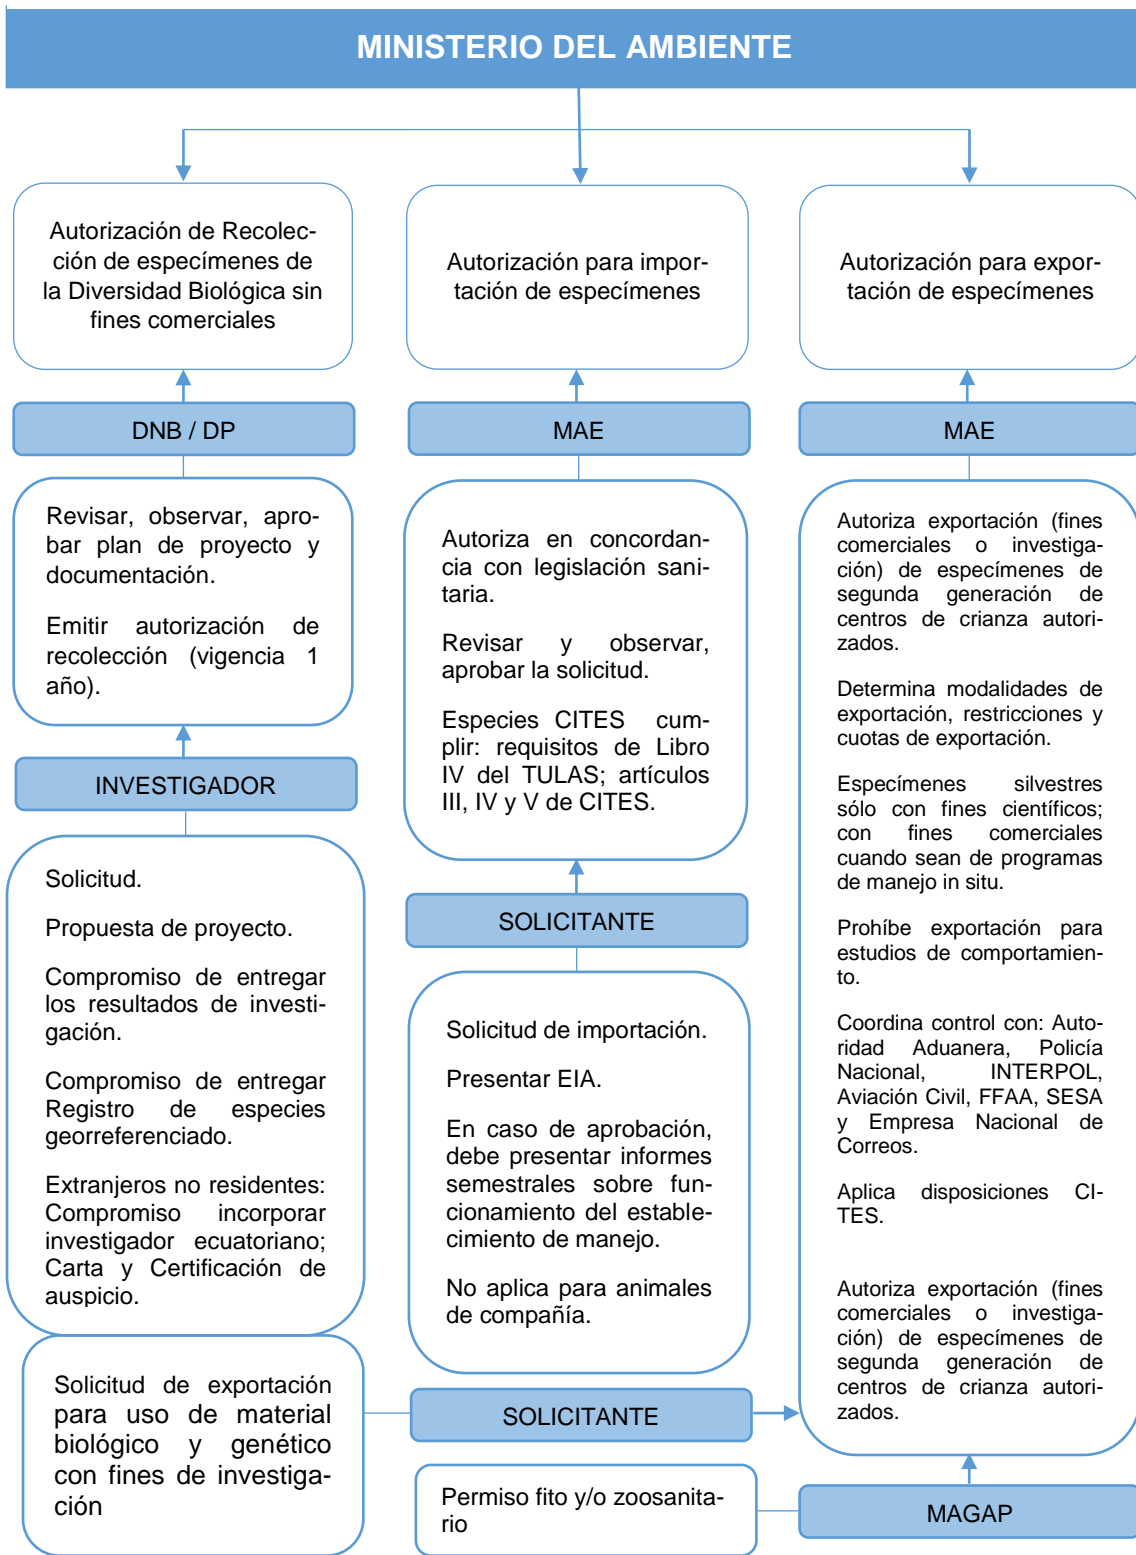 MINISTERIO DEL AMBIENTE
Autorización de Recolec-
ción de especímenes de
la Diversidad Biológica sin
fines comerciales
DNB / DP
Revisar, observar, apro-
bar plan de proyecto y
documentación.
Emitir autorización de
recolección (vigencia 1
año).
INVESTIGADOR
Solicitud.
Propuesta de proyecto.
Compromiso de entregar
los resultados de investi-
gación.
Compromiso de entregar
Registro de especies
georreferenciado.
Extranjeros no residentes:
Compromiso incorporar
investigador ecuatoriano;
Carta y Certificación de
auspicio.
Solicitud de exportación
para uso de material
biológico y genético
con fines de investiga-
ción
Autorización para impor-
tación de especímenes
MAE
Autoriza en concordan-
cia con legislación sani-
taria.
Revisar y observar,
aprobar la solicitud.
Especies CITES cum-
plir: requisitos de Libro
IV del TULAS; artículos
III, IV y V de CITES.
SOLICITANTE
Solicitud de importación.
Presentar EIA.
En caso de aprobación,
debe presentar informes
semestrales sobre fun-
cionamiento del estable-
cimiento de manejo.
No aplica para animales
de compañía.
SOLICITANTE
Permiso fito y/o zoosanita-
rio
Autorización para expor-
tación de especímenes
MAE
Autoriza exportación (fines
comerciales o investiga-
ción) de especímenes de
segunda generación de
centros de crianza autori-
zados.
Determina modalidades de
exportación, restricciones y
cuotas de exportación.
Especímenes silvestres
sólo con fines científicos;
con fines comerciales
cuando sean de programas
de manejo in situ.
Prohíbe exportación para
estudios de comportamien-
to.
Coordina control con: Auto-
ridad Aduanera, Policía
Nacional, INTERPOL,
Aviación Civil, FFAA, SESA
y Empresa Nacional de
Correos.
Aplica disposiciones CI-
TES.
Autoriza exportación (fines
comerciales o investiga-
ción) de especímenes de
segunda generación de
centros de crianza autori-
zados.
MAGAP